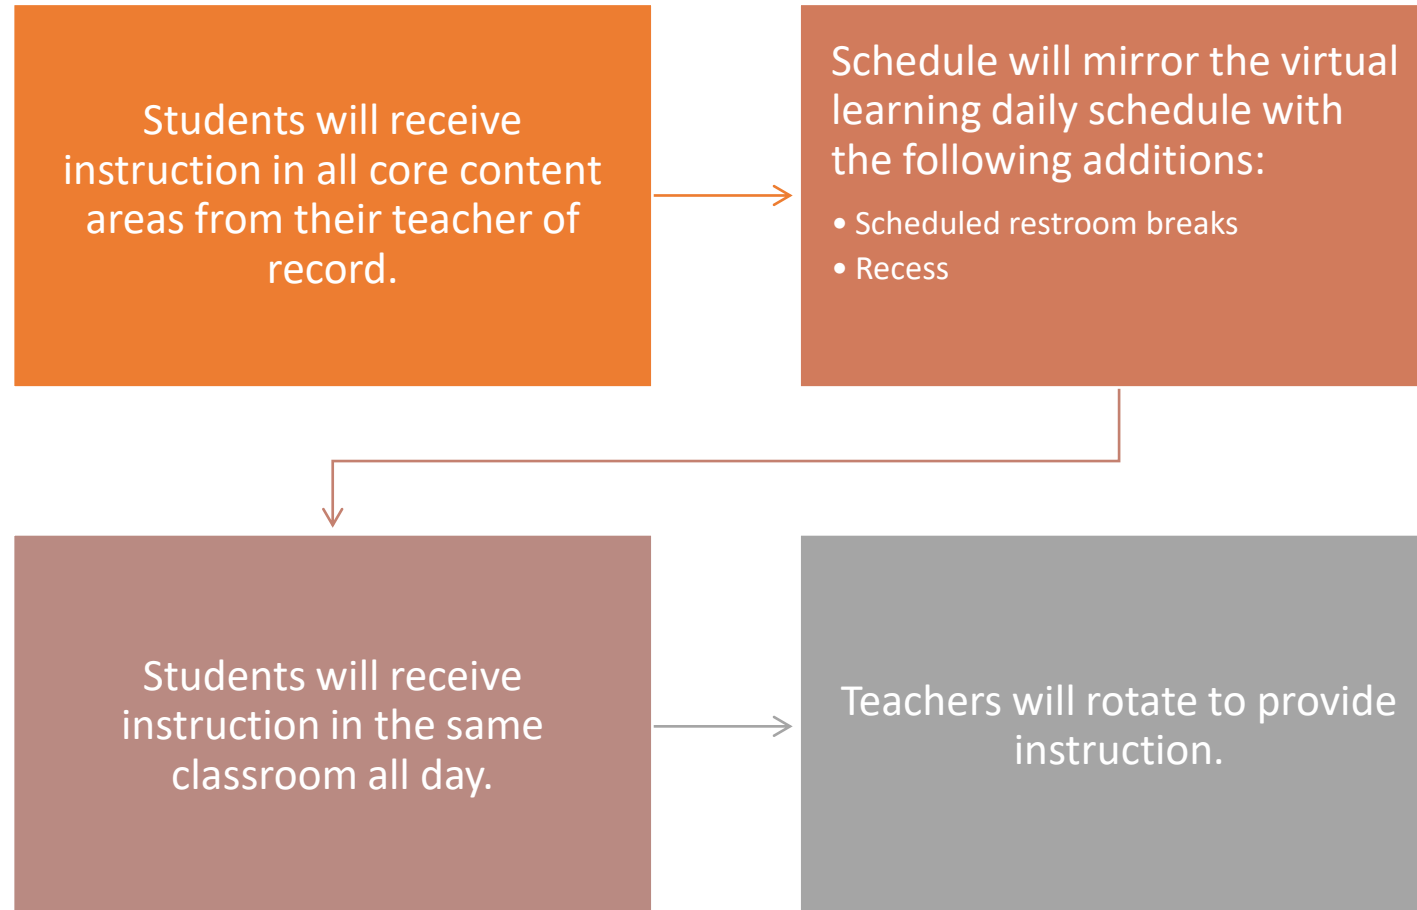 Students will receive
instruction in all core content
areas from their teacher of
record.
Schedule will mirror the virtual
learning daily schedule with
the following additions:
• Scheduled restroom breaks
• Recess
Students will receive
instruction in the same
classroom all day.
Teachers will rotate to provide
instruction.